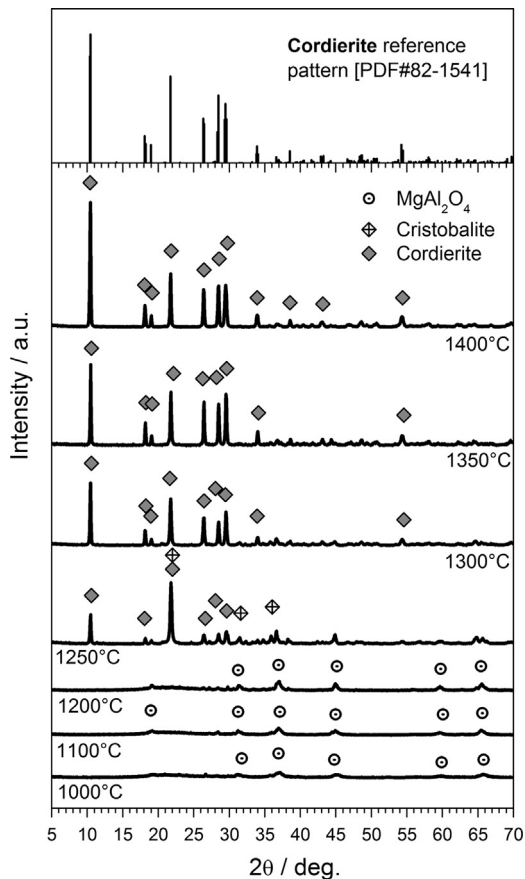 Cordierite reference
pattern [PDF#82-1541]
MgAl₂O₄
Cristobalite
Cordierite
Intensity / a.u.
1400°C
1350°C
1300°C
1250°C
1200°C
1100°C
1000°C
5 10 15 20 25 30 35 40 45 50 55 60 65 70
2θ / deg.